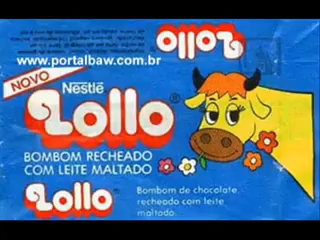 Lollo
www.portalbaw.com.br
NOVO
Nestlé
Lollo®
BOMBOM RECHEADO
COM LEITE MALTADO
Lollo®
Bombom de chocolate
recheado com leite
maltado.